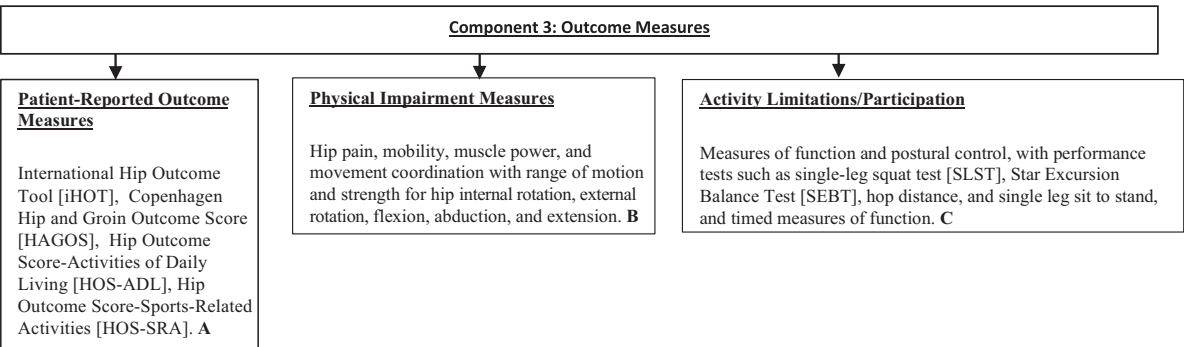 Component 3: Outcome Measures
Patient-Reported Outcome
Measures
International Hip Outcome
Tool [iHOT], Copenhagen
Hip and Groin Outcome Score
[HAGOS], Hip Outcome
Score-Activities of Daily
Living [HOS-ADL], Hip
Outcome Score-Sports-Related
Activities [HOS-SRA]. A
Physical Impairment Measures
Hip pain, mobility, muscle power, and
movement coordination with range of motion
and strength for hip internal rotation, external
rotation, flexion, abduction, and extension. B
Activity Limitations/Participation
Measures of function and postural control, with performance
tests such as single-leg squat test [SLST], Star Excursion
Balance Test [SEBT], hop distance, and single leg sit to stand,
and timed measures of function. C